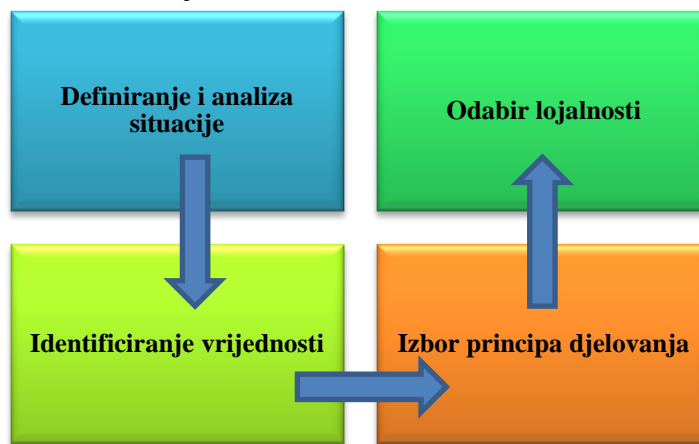 Definiranje i analiza
situacije
Odabir lojalnosti
Identificiranje vrijednosti
Izbor principa djelovanja